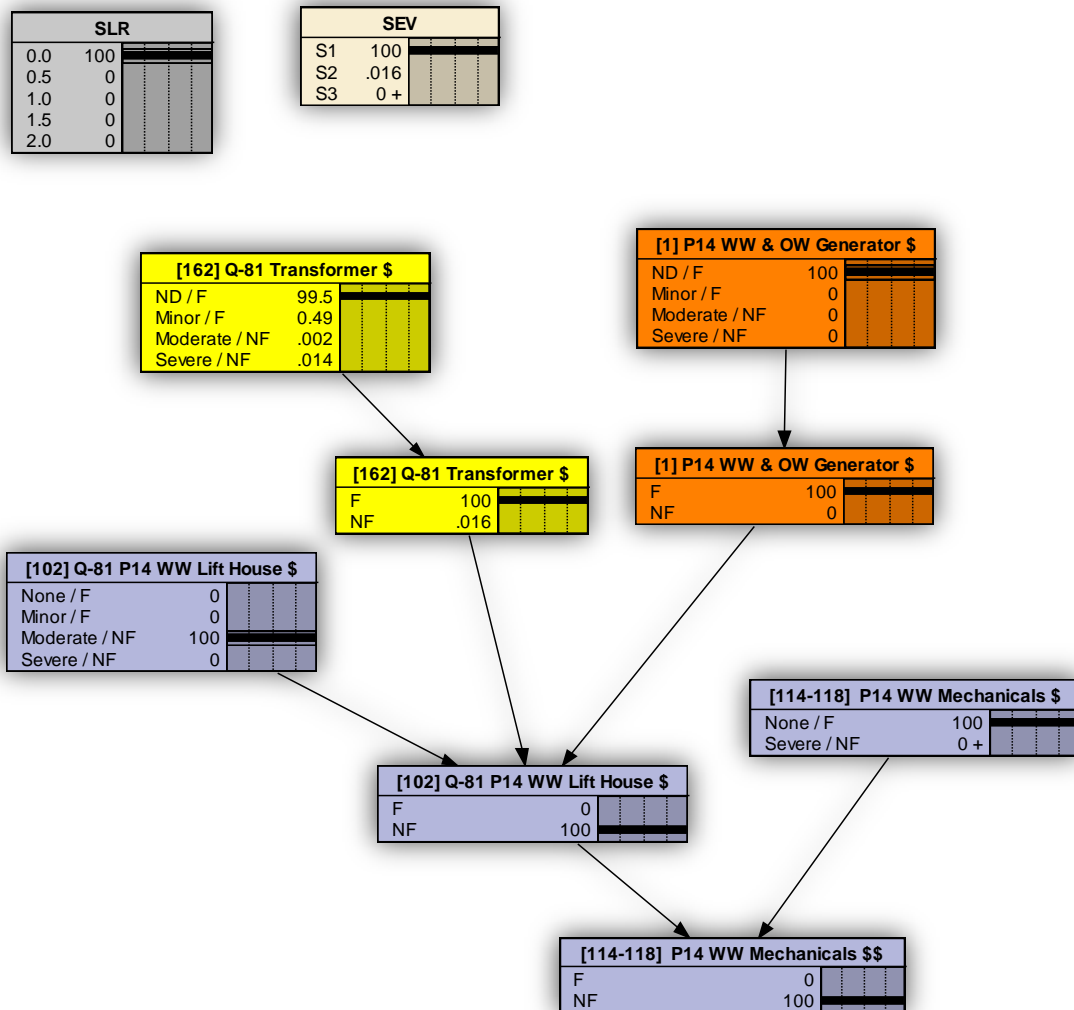 SLR
0.0 100
0.5 0
1.0 0
1.5 0
2.0 0
SEV
S1 100
S2 .016
S3 0 +
[162] Q-81 Transformer $
ND / F 99.5
Minor / F 0.49
Moderate / NF .002
Severe / NF .014
[1] P14 WW & OW Generator $
ND / F 100
Minor / F 0
Moderate / NF 0
Severe / NF 0
[162] Q-81 Transformer $
F 100
NF .016
[1] P14 WW & OW Generator $
F 100
NF 0
[102] Q-81 P14 WW Lift House $
None / F 0
Minor / F 0
Moderate / NF 100
Severe / NF 0
[114-118] P14 WW Mechanicals $
None / F 100
Severe / NF 0 +
[102] Q-81 P14 WW Lift House $
F 0
NF 100
[114-118] P14 WW Mechanicals $$
F 0
NF 100